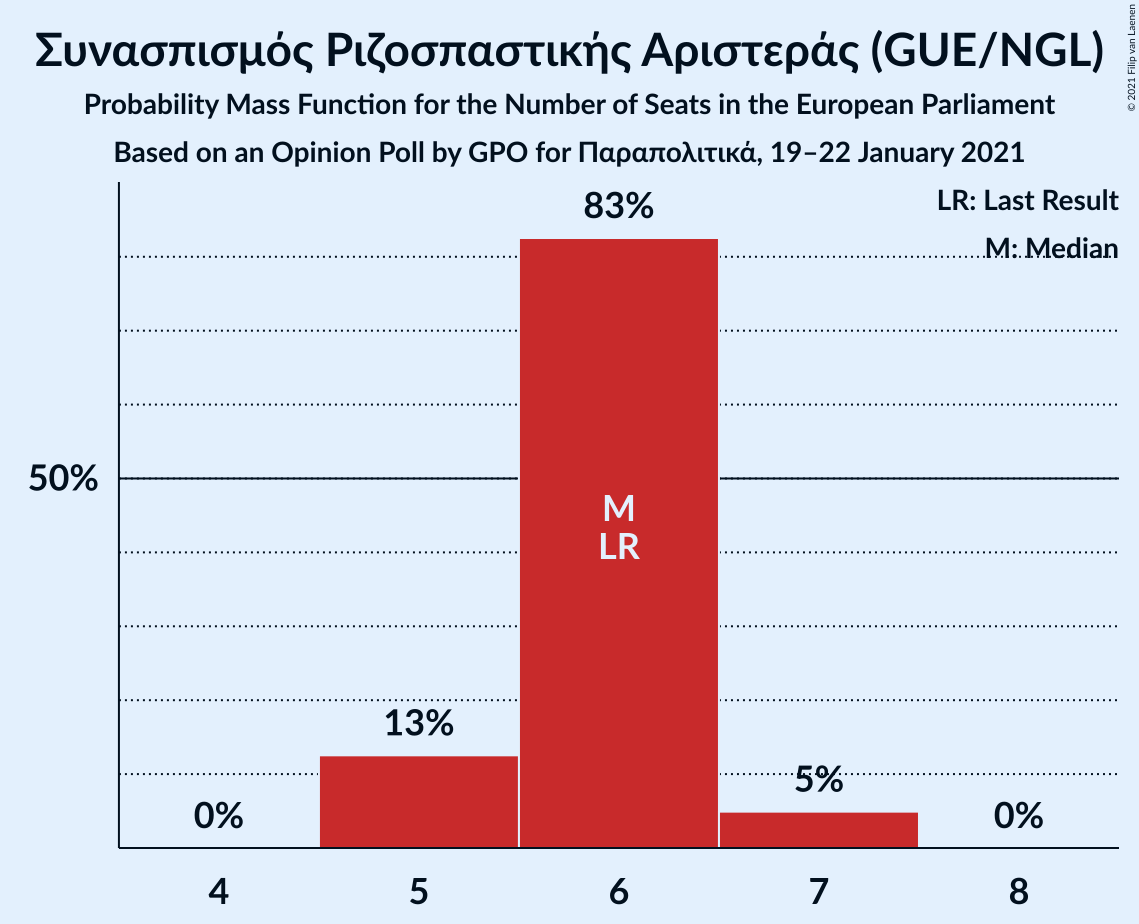 Συνασπισμός Ριζοσπαστικής Αριστεράς (GUE/NGL)
Probability Mass Function for the Number of Seats in the European Parliament
Based on an Opinion Poll by GPO for Παραπολιτικά, 19–22 January 2021
© 2021 Filip van Laenen
LR: Last Result
M: Median
83%
50%
M
LR
13%
5%
0%
0%
4 5 6 7 8